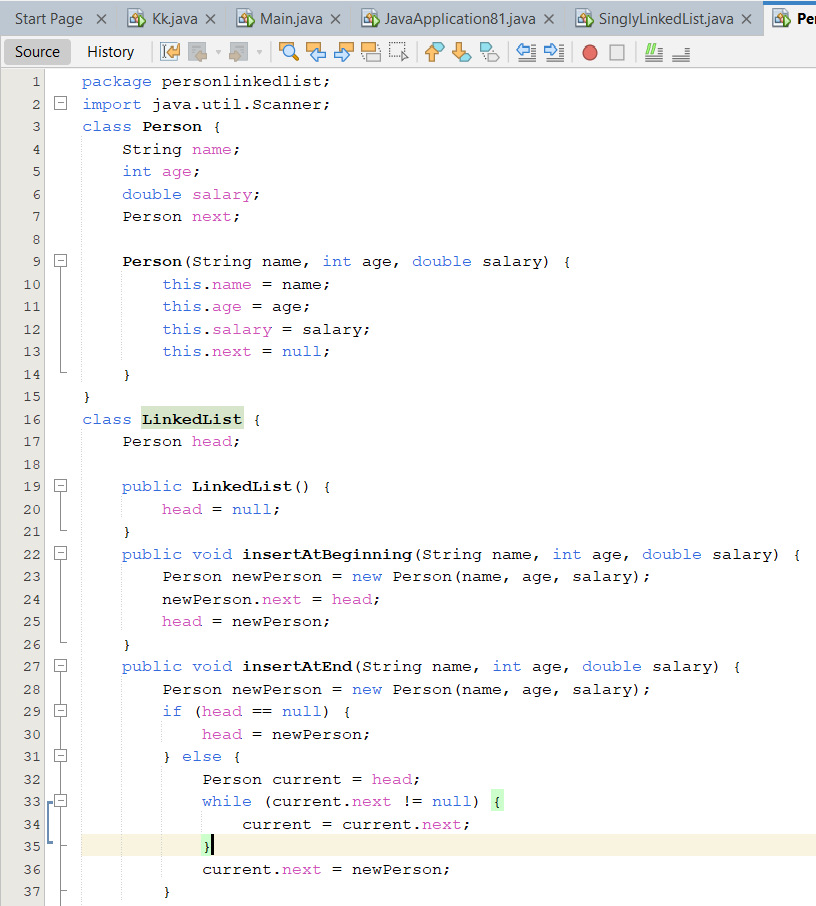 Start Page Kk.java Main.java JavaApplication81.java SinglyLinkedList.java Per
Source History
1 package personlinkedlist;
2 import java.util.Scanner;
3 class Person {
4 String name;
5 int age;
6 double salary;
7 Person next;
8
9 Person(String name, int age, double salary) {
10 this.name = name;
11 this.age = age;
12 this.salary = salary;
13 this.next = null;
14 }
15 }
16 class LinkedList {
17 Person head;
18
19 public LinkedList() {
20 head = null;
21 }
22 public void insertAtBeginning(String name, int age, double salary) {
23 Person newPerson = new Person(name, age, salary);
24 newPerson.next = head;
25 head = newPerson;
26 }
27 public void insertAtEnd(String name, int age, double salary) {
28 Person newPerson = new Person(name, age, salary);
29 if (head == null) {
30 head = newPerson;
31 } else {
32 Person current = head;
33 while (current.next != null) {
34 current = current.next;
35 }
36 current.next = newPerson;
37 }